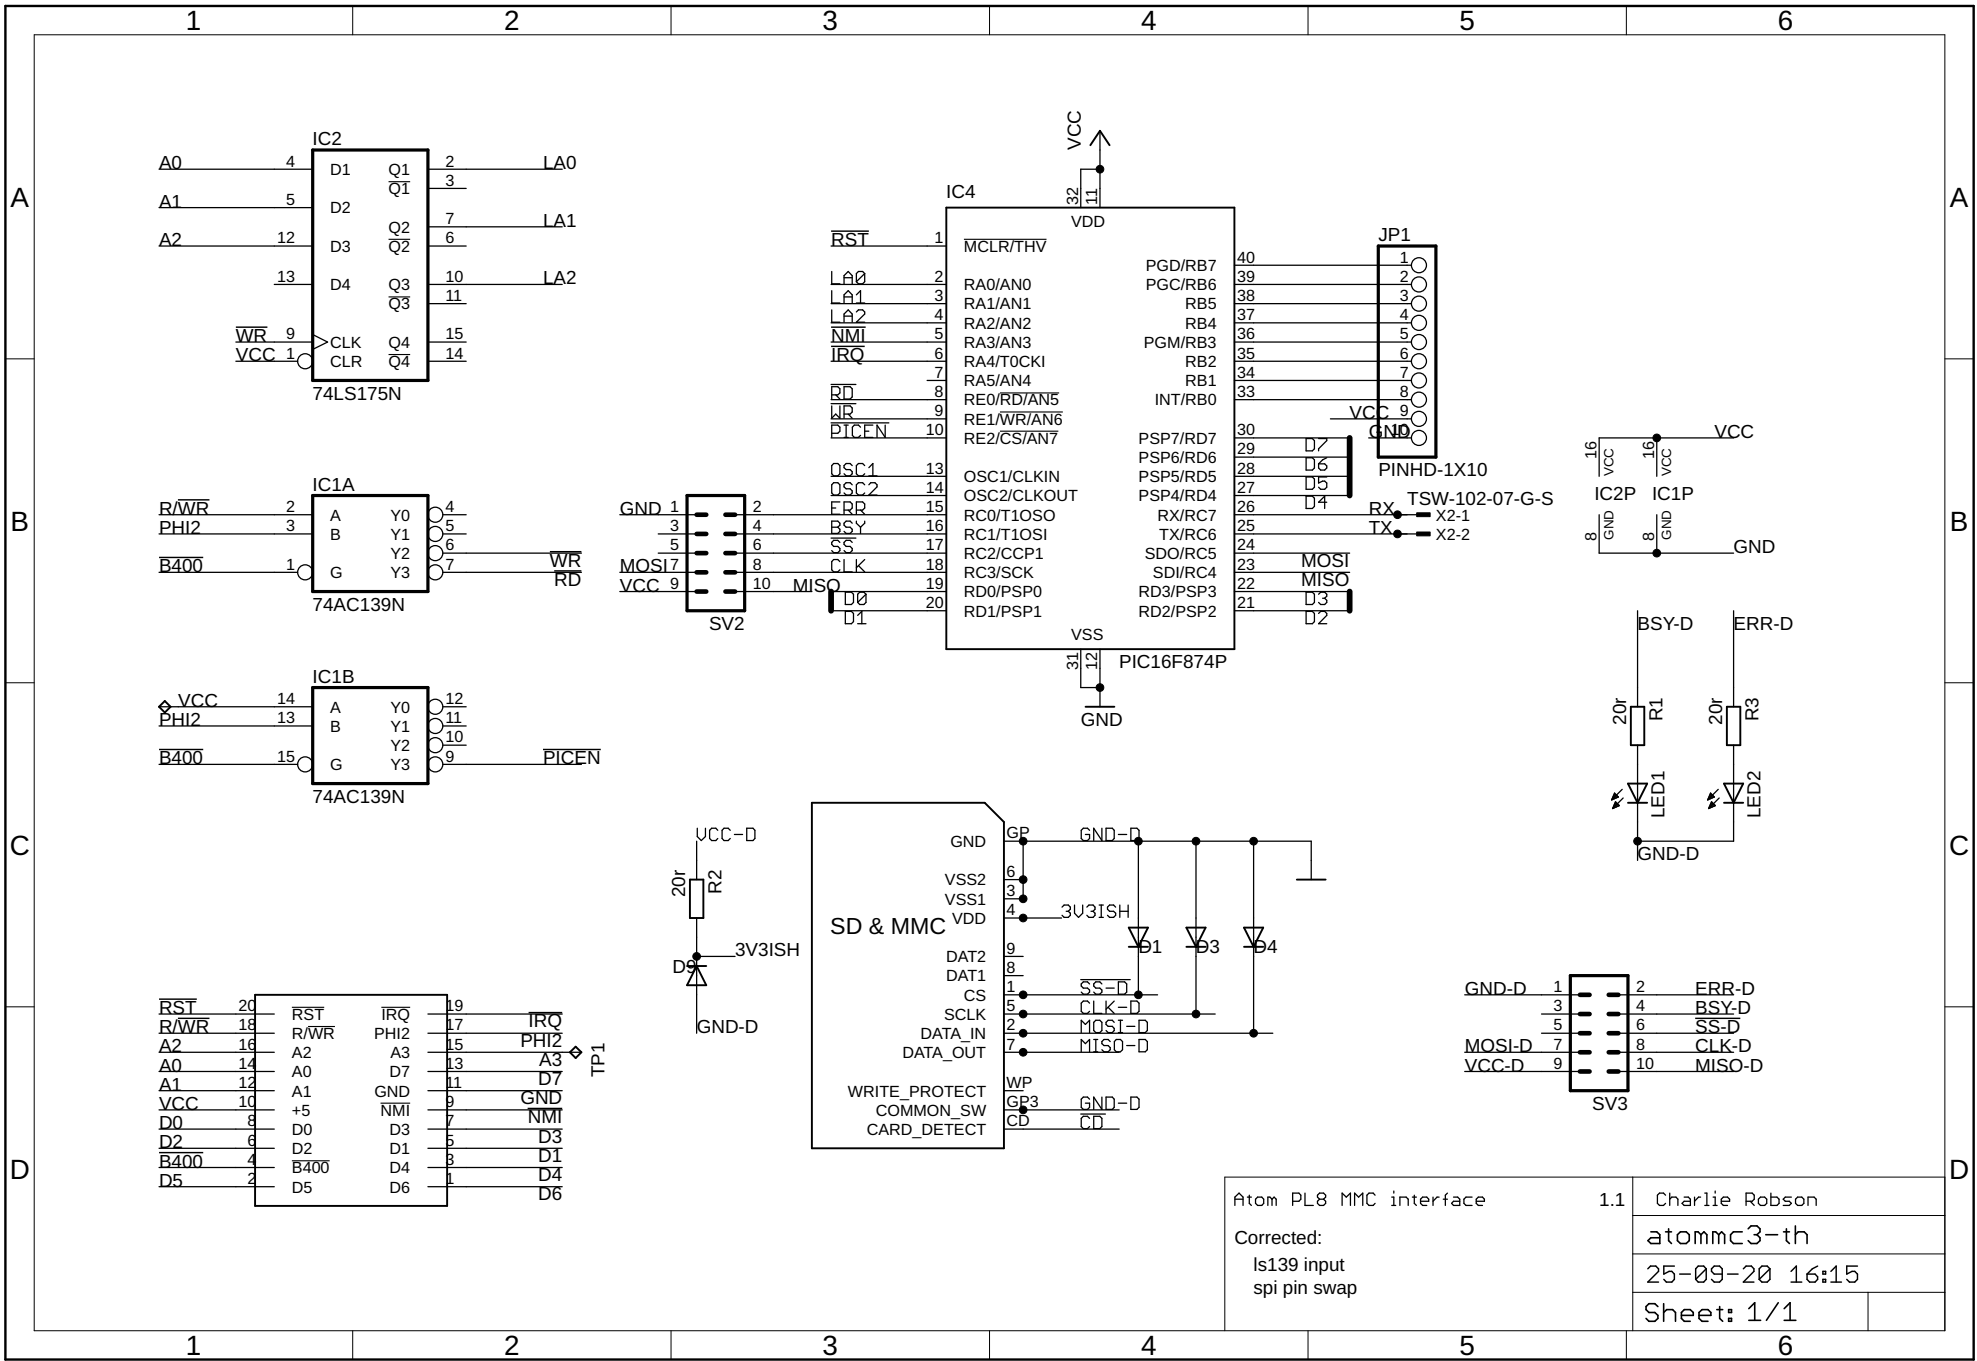 1 2 3 4 5 6
A
B
C
D
A
B
C
D
IC2
A0 4 D1 Q1 2 LA0
Q1 3
A1 5 D2
Q2 7 LA1
A2 12 D3 Q2 6
13 D4 Q3 10 LA2
Q3 11
WR 9 CLK Q4 15
VCC 1 CLR Q4 14
74LS175N
IC1A
R/WR 2 A Y0 4
PHI2 3 B Y1 5
Y2 6 WR
B400 1 G Y3 7 RD
74AC139N
IC1B
VCC 14 A Y0 12
PHI2 13 B Y1 11
Y2 10
B400 15 G Y3 9 PICEN
74AC139N
RST 20 RST IRQ 19 IRQ
R/WR 18 R/WR PHI2 17 PHI2
A2 16 A2 A3 15 A3
TP1
A0 14 A0 D7 13 D7
A1 12 A1 GND 11 GND
VCC 10 +5 NMI 9 NMI
D0 8 D0 D3 7 D3
D2 6 D2 D1 5 D1
B400 4 B400 D4 3 D4
D5 2 D5 D6 1 D6
VCC
IC4
32 11
VDD
RST 1 MCLR/THV
LA0 2 RA0/AN0
LA1 3 RA1/AN1
LA2 4 RA2/AN2
NMI 5 RA3/AN3
IRQ 6 RA4/T0CKI
7 RA5/AN4
RD 8 RE0/RD/AN5
WR 9 RE1/WR/AN6
PICEN 10 RE2/CS/AN7
OSC1 13 OSC1/CLKIN
OSC2 14 OSC2/CLKOUT
ERR 15 RC0/T1OSO
BSY 16 RC1/T1OSI
SS 17 RC2/CCP1
CLK 18 RC3/SCK
19 RD0/PSP0
D0
20 RD1/PSP1
D1
PGD/RB7 40
PGC/RB6 39
RB5 38
RB4 37
PGM/RB3 36
RB2 35
RB1 34
INT/RB0 33
PSP7/RD7 30 D7
PSP6/RD6 29 D6
PSP5/RD5 28 D5
PSP4/RD4 27 D4
RX/RC7 26 RX X2-1
TX/RC6 25 TX X2-2
SDO/RC5 24 MOSI
SDI/RC4 23 MISO
RD3/PSP3 22 D3
RD2/PSP2 21 D2
VSS
31 12
PIC16F874P
GND
GND 1 2
3 4
5 6
MOSI 7 8
VCC 9 10 MISO
SV2
JP1
1
2
3
4
5
6
7
8
VCC 9
GND 10
PINHD-1X10
TSW-102-07-G-S
VCC
16 VCC 16 VCC
IC2P IC1P
8 GND 8 GND
GND
BSY-D ERR-D
20r R1 20r R3
LED1 LED2
GND-D
VCC-D
20r R2
3V3ISH
D9
GND-D
SD & MMC
GND GP GND-D
VSS2 6
VSS1 3
VDD 4 3V3ISH
D1 D3 D4
DAT2 9
DAT1 8
CS 1 SS-D
SCLK 5 CLK-D
DATA_IN 2 MOSI-D
DATA_OUT 7 MISO-D
WRITE_PROTECT WP
COMMON_SW GP3 GND-D
CARD_DETECT CD CD
GND-D 1 2 ERR-D
3 4 BSY-D
5 6 SS-D
MOSI-D 7 8 CLK-D
VCC-D 9 10 MISO-D
SV3
Atom PL8 MMC interface 1.1
Corrected:
ls139 input
spi pin swap
Charlie Robson
atommc3-th
25-09-20 16:15
Sheet: 1/1
1 2 3 4 5 6